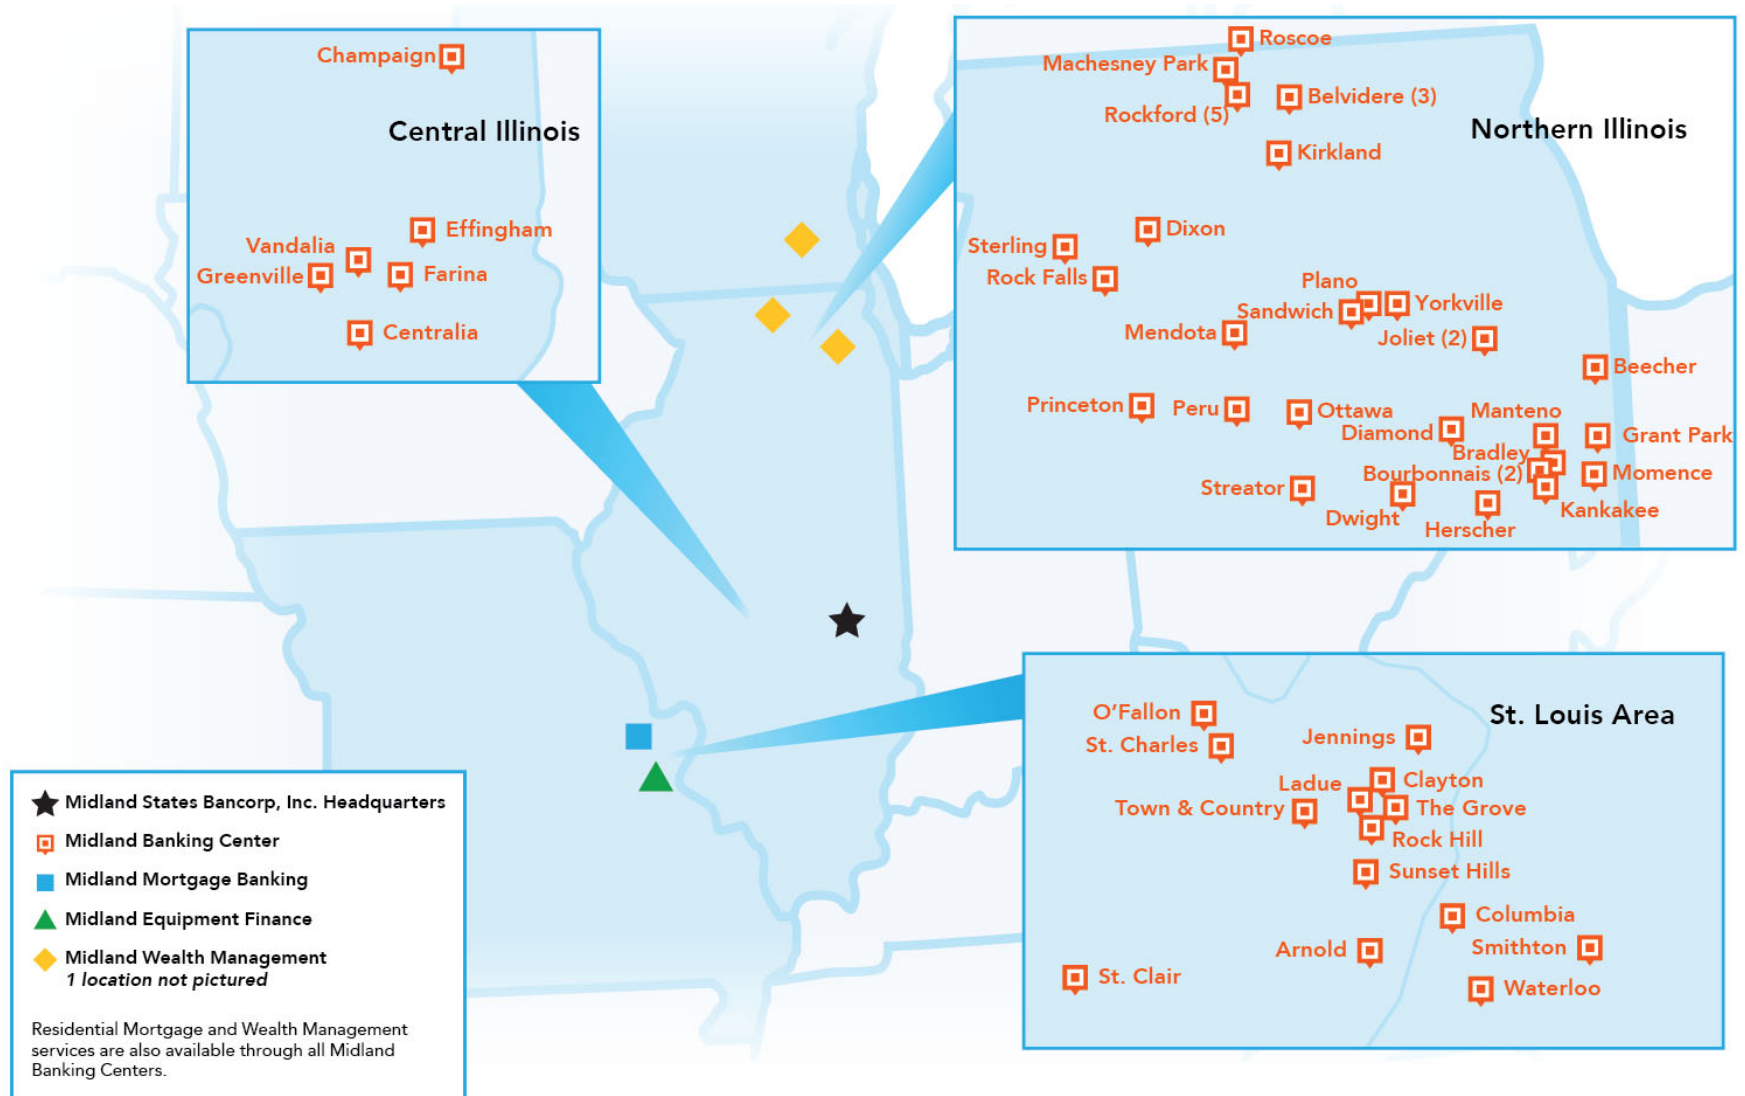 Champaign
Central Illinois
Effingham
Vandalia
Greenville
Farina
Centralia
Roscoe
Machesney Park
Belvidere (3)
Rockford (5)
Northern Illinois
Kirkland
Dixon
Sterling
Rock Falls
Plano
Sandwich
Yorkville
Mendota
Joliet (2)
Beecher
Princeton
Peru
Ottawa
Manteno
Diamond
Grant Park
Bradley
Bourbonnais (2)
Momence
Streator
Dwight
Kankakee
Herscher
O’Fallon
St. Louis Area
St. Charles
Jennings
Ladue
Clayton
Town & Country
The Grove
Rock Hill
Sunset Hills
Columbia
Arnold
Smithton
St. Clair
Waterloo
Midland States Bancorp, Inc. Headquarters
Midland Banking Center
Midland Mortgage Banking
Midland Equipment Finance
Midland Wealth Management
1 location not pictured
Residential Mortgage and Wealth Management
services are also available through all Midland
Banking Centers.